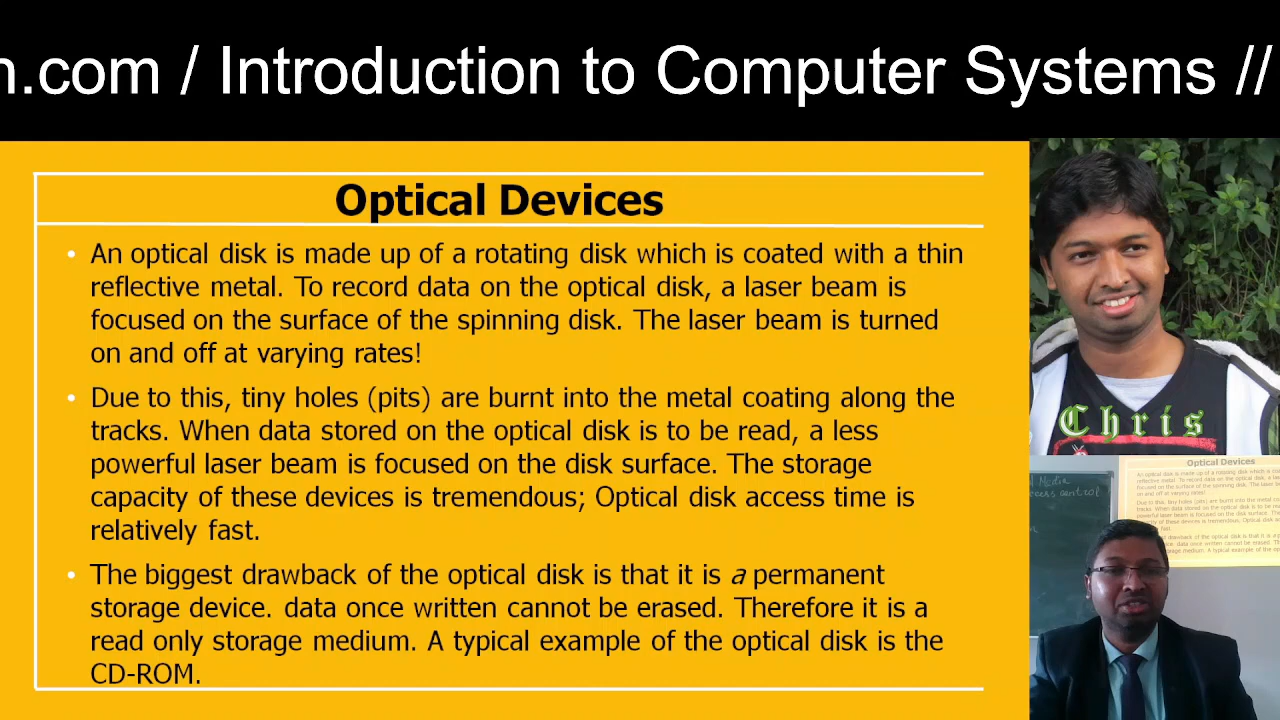 n.com / Introduction to Computer Systems //
Optical Devices
• An optical disk is made up of a rotating disk which is coated with a thin
reflective metal. To record data on the optical disk, a laser beam is
focused on the surface of the spinning disk. The laser beam is turned
on and off at varying rates!
• Due to this, tiny holes (pits) are burnt into the metal coating along the
tracks. When data stored on the optical disk is to be read, a less
powerful laser beam is focused on the disk surface. The storage
capacity of these devices is tremendous; Optical disk access time is
relatively fast.
• The biggest drawback of the optical disk is that it is a permanent
storage device. data once written cannot be erased. Therefore it is a
read only storage medium. A typical example of the optical disk is the
CD-ROM.
Chris
Media
access control
Optical Devices